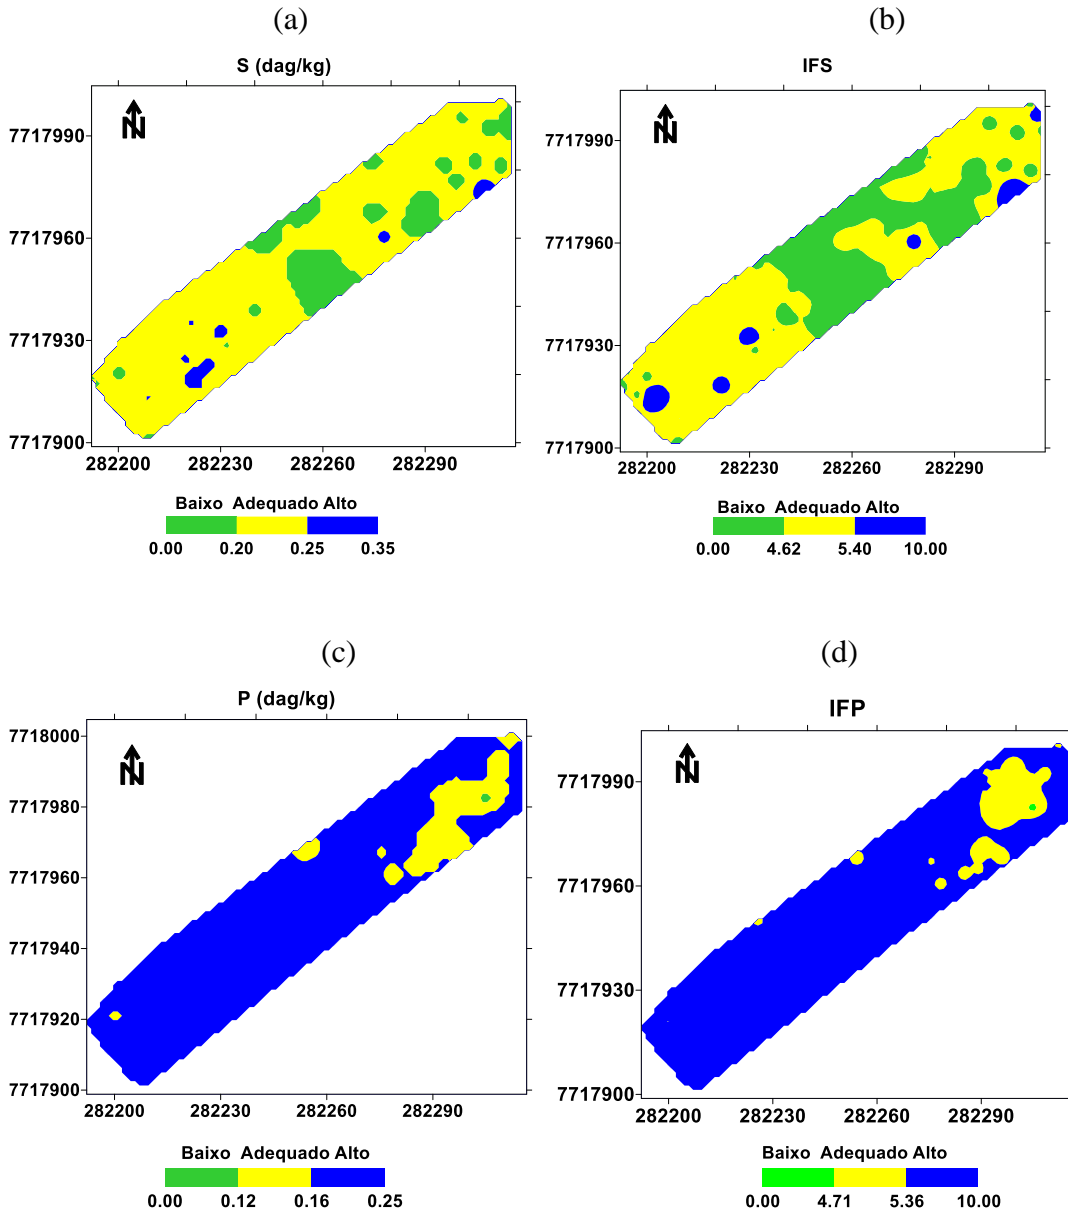 (a)
(b)
S (dag/kg)
IFS
N
7717990
7717960
7717930
7717900
282200 282230 282260 282290
Baixo Adequado Alto
0.00 0.20 0.25 0.35
N
7717990
7717960
7717930
7717900
282200 282230 282260 282290
Baixo Adequado Alto
0.00 4.62 5.40 10.00
(c)
(d)
P (dag/kg)
IFP
N
7718000
7717980
7717960
7717940
7717920
7717900
282200 282230 282260 282290
Baixo Adequado Alto
0.00 0.12 0.16 0.25
N
7717990
7717960
7717930
7717900
282200 282230 282260 282290
Baixo Adequado Alto
0.00 4.71 5.36 10.00